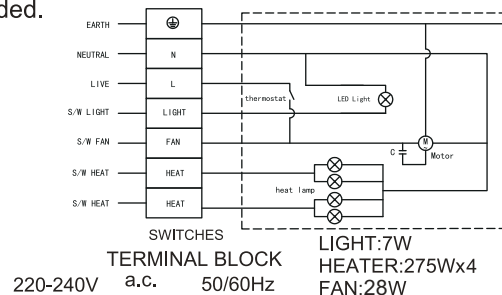 ded.
EARTH
NEUTRAL N
LIVE L
thermostat LED Light
S/W LIGHT LIGHT
S/W FAN FAN
C M ~ Motor
S/W HEAT HEAT
heat lamp
S/W HEAT HEAT
SWITCHES
TERMINAL BLOCK
220-240V a.c. 50/60Hz
LIGHT:7W
HEATER:275Wx4
FAN:28W